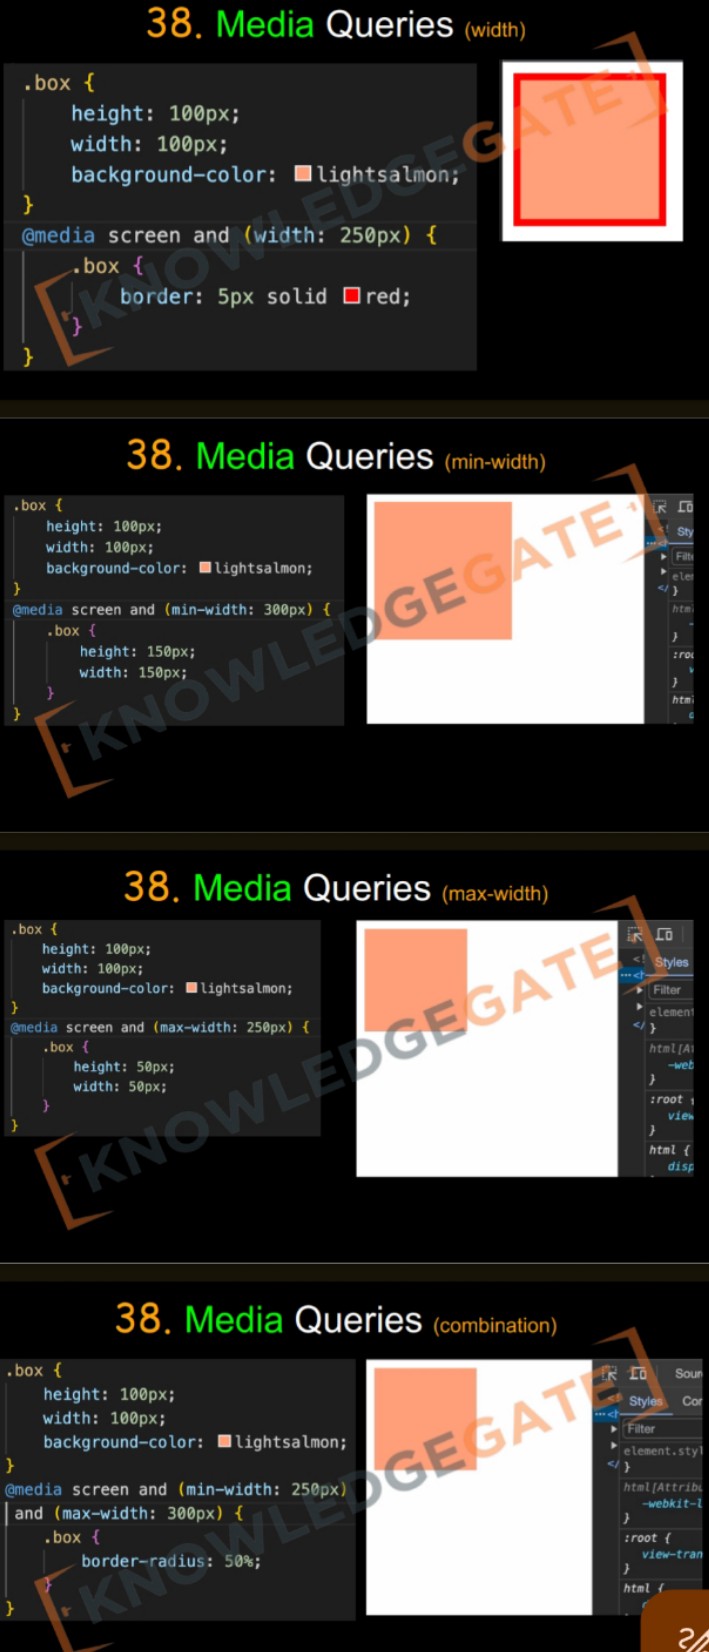 38. Media Queries (width)
.box {
height: 100px;
width: 100px;
background-color: lightsalmon;
}
@media screen and (width: 250px) {
.box {
border: 5px solid red;
}
}
KNOWLEDGEGATE
38. Media Queries (min-width)
.box {
height: 100px;
width: 100px;
background-color: lightsalmon;
}
@media screen and (min-width: 300px) {
.box {
height: 150px;
width: 150px;
}
}
Sty
Filt
elem
}
html
}
:roo
}
html
KNOWLEDGEGATE
38. Media Queries (max-width)
.box {
height: 100px;
width: 100px;
background-color: lightsalmon;
}
@media screen and (max-width: 250px) {
.box {
height: 50px;
width: 50px;
}
}
Styles
Filter
element
}
html[At
-web
}
:root {
view
}
html {
disp
KNOWLEDGEGATE
38. Media Queries (combination)
.box {
height: 100px;
width: 100px;
background-color: lightsalmon;
}
@media screen and (min-width: 250px)
and (max-width: 300px) {
.box {
border-radius: 50%;
}
}
Sour
Styles Cor
Filter
element.styl
}
html[Attribu
-webkit-l
}
:root {
view-tran
}
html {
KNOWLEDGEGATE